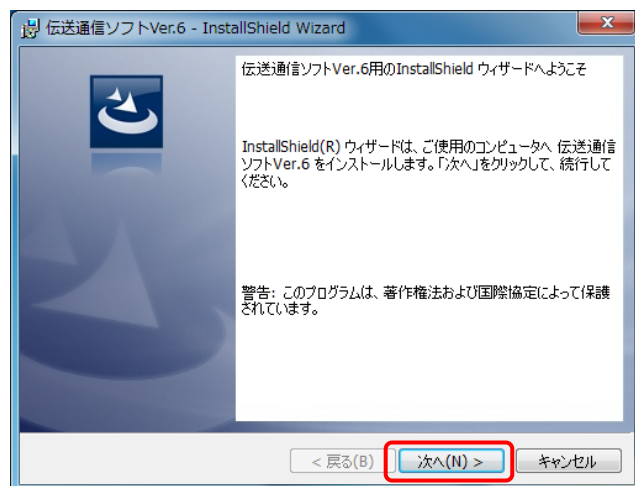 伝送通信ソフトVer.6 - InstallShield Wizard
伝送通信ソフトVer.6用のInstallShield ウィザードへようこそ
InstallShield(R) ウィザードは、ご使用のコンピュータへ 伝送通信
ソフトVer.6 をインストールします。「次へ」をクリックして、続行して
ください。
警告: このプログラムは、著作権法および国際協定によって保護
されています。
< 戻る(B)
次へ(N) >
キャンセル